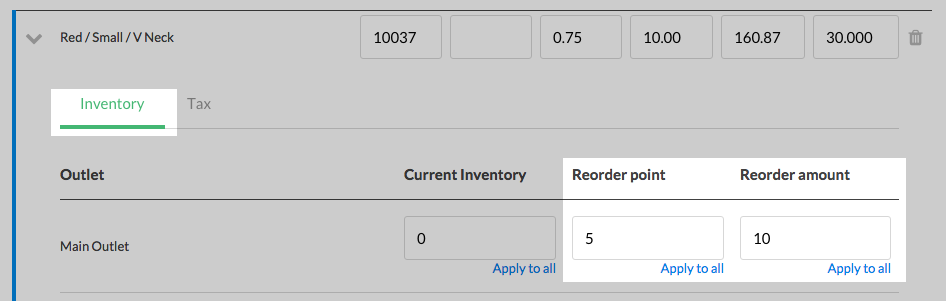 Red / Small / V Neck 10037 0.75 10.00 160.87 30.000
Inventory Tax
Outlet Current Inventory Reorder point Reorder amount
Main Outlet 0 5 10
Apply to all Apply to all Apply to all